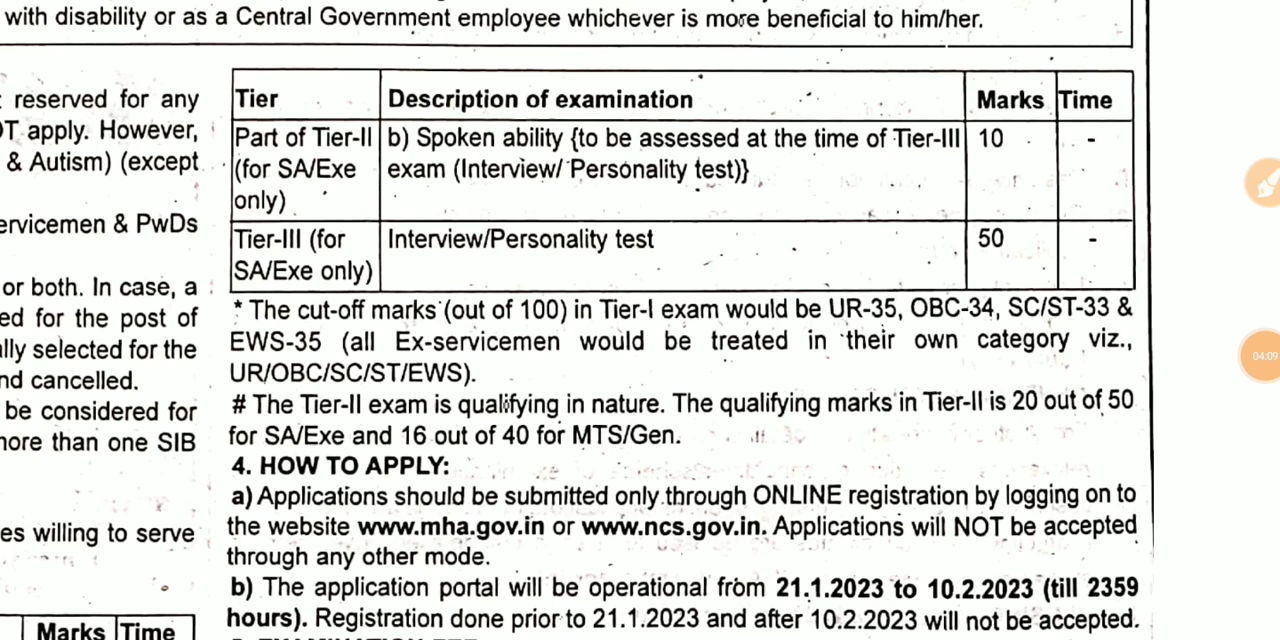 with disability or as a Central Government employee whichever is more beneficial to him/her.
reserved for any
apply. However,
& Autism) (except
ervicemen & PwDs
or both. In case, a
ed for the post of
ally selected for the
nd cancelled.
be considered for
more than one SIB
es willing to serve
Marks Time
Tier Description of examination Marks Time
Part of Tier-II b) Spoken ability {to be assessed at the time of Tier-III 10 -
(for SA/Exe exam (Interview/ Personality test)}
only)
Tier-III (for Interview/Personality test 50 -
SA/Exe only)
* The cut-off marks (out of 100) in Tier-I exam would be UR-35, OBC-34, SC/ST-33 &
EWS-35 (all Ex-servicemen would be treated in their own category viz.,
UR/OBC/SC/ST/EWS).
# The Tier-II exam is qualifying in nature. The qualifying marks in Tier-II is 20 out of 50
for SA/Exe and 16 out of 40 for MTS/Gen.
4. HOW TO APPLY:
a) Applications should be submitted only through ONLINE registration by logging on to
the website www.mha.gov.in or www.ncs.gov.in. Applications will NOT be accepted
through any other mode.
b) The application portal will be operational from 21.1.2023 to 10.2.2023 (till 2359
hours). Registration done prior to 21.1.2023 and after 10.2.2023 will not be accepted.
04:09